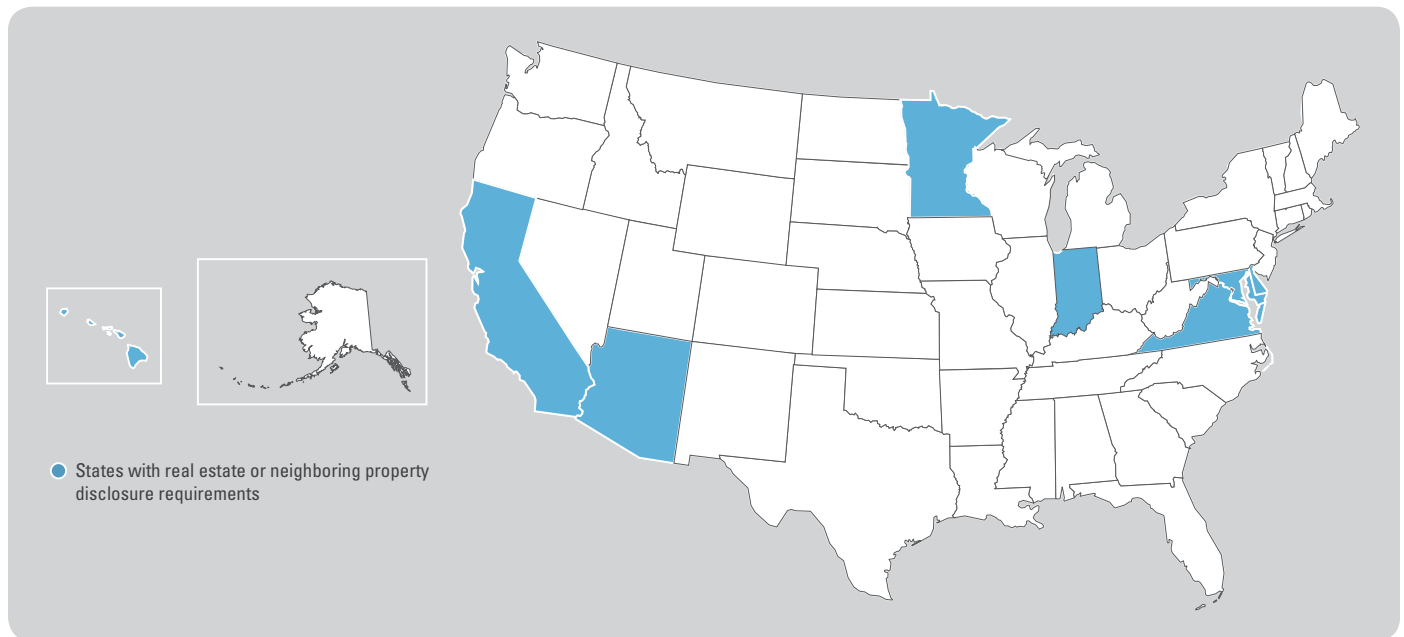 States with real estate or neighboring property
disclosure requirements